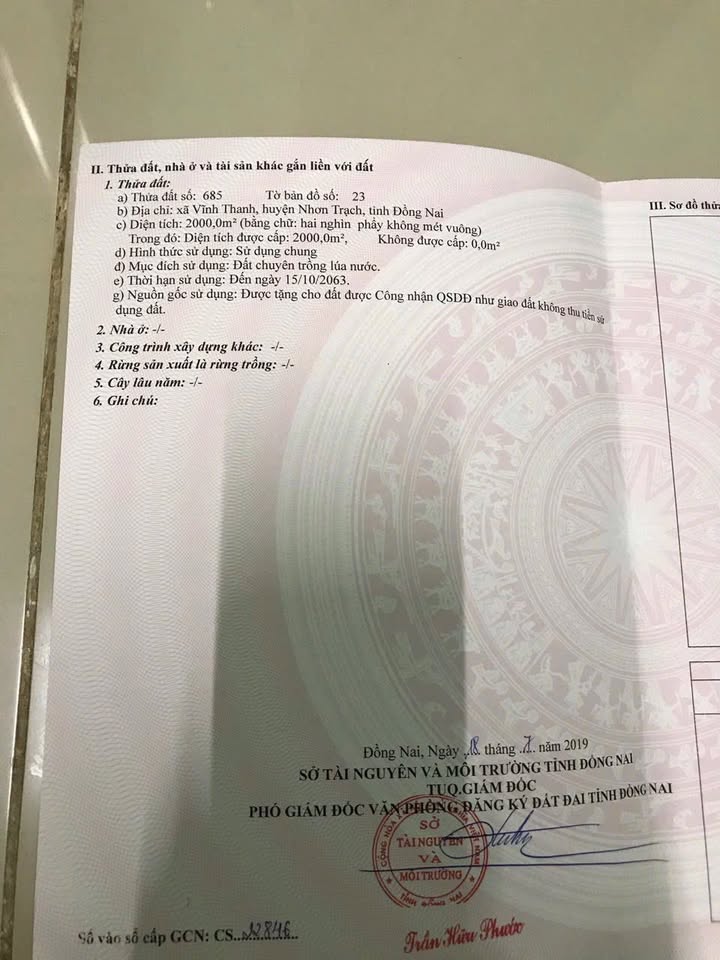 II. Thửa đất, nhà ở và tài sản khác gắn liền với đất
1. Thửa đất:
a) Thửa đất số: 685 Tờ bản đồ số: 23
b) Địa chỉ: xã Vĩnh Thanh, huyện Nhơn Trạch, tỉnh Đồng Nai
c) Diện tích: 2000,0m² (bằng chữ: hai nghìn phẩy không mét vuông)
Trong đó: Diện tích được cấp: 2000,0m², Không được cấp: 0,0m²
d) Hình thức sử dụng: Sử dụng chung
đ) Mục đích sử dụng: Đất chuyên trồng lúa nước.
e) Thời hạn sử dụng: Đến ngày 15/10/2063.
g) Nguồn gốc sử dụng: Được tặng cho đất được Công nhận QSDĐ như giao đất không thu tiền sử
dụng đất.
2. Nhà ở: -/-
3. Công trình xây dựng khác: -/-
4. Rừng sản xuất là rừng trồng: -/-
5. Cây lâu năm: -/-
6. Ghi chú:
III. Sơ đồ thửa
Đồng Nai, Ngày ..18. tháng .7. năm 2019
SỞ TÀI NGUYÊN VÀ MÔI TRƯỜNG TỈNH ĐỒNG NAI
TUQ.GIÁM ĐỐC
PHÓ GIÁM ĐỐC VĂN PHÒNG ĐĂNG KÝ ĐẤT ĐAI TỈNH ĐỒNG NAI
SỞ
TÀI NGUYÊN
VÀ
MÔI TRƯỜNG
TỈNH ĐỒNG NAI
Trần Hữu Phước
Số vào sổ cấp GCN: CS..12846..